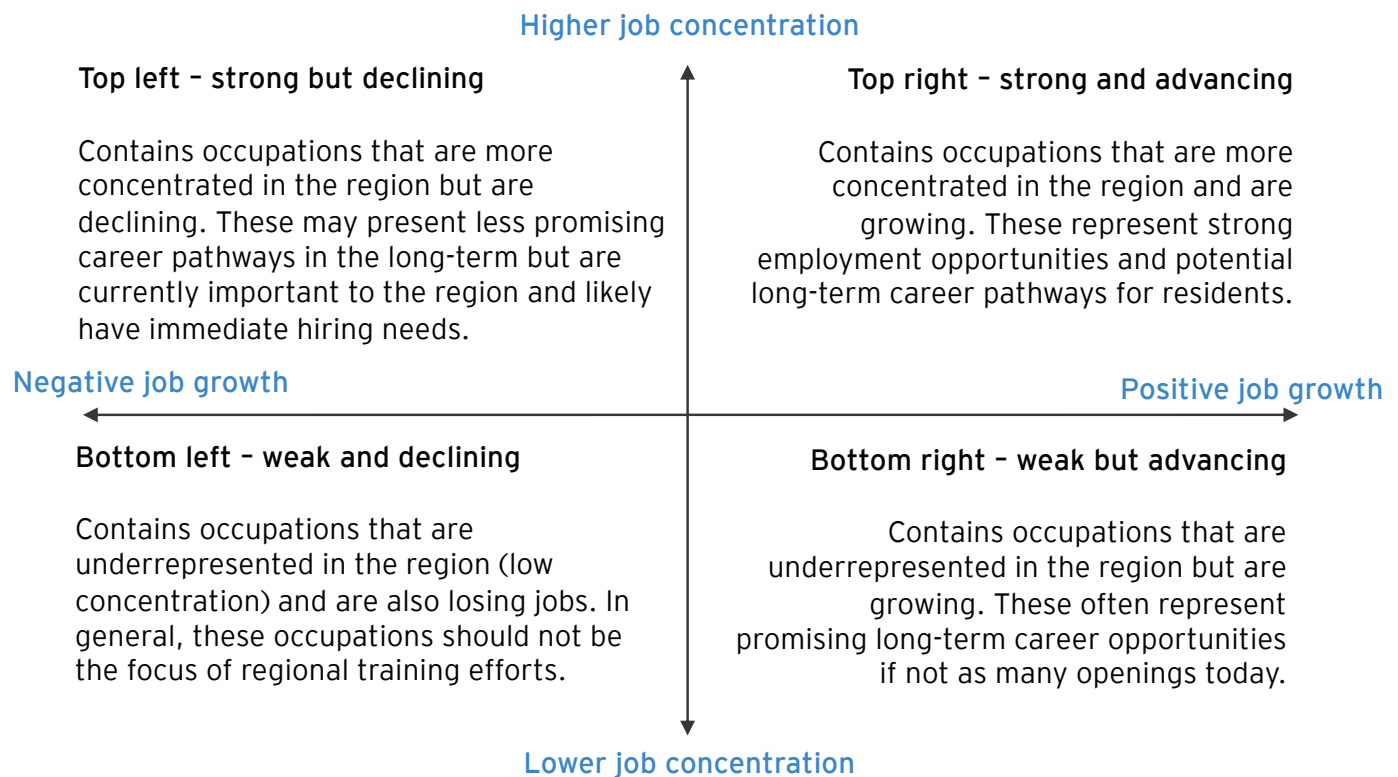 Higher job concentration
Top left – strong but declining
Contains occupations that are more
concentrated in the region but are
declining. These may present less promising
career pathways in the long-term but are
currently important to the region and likely
have immediate hiring needs.
Top right – strong and advancing
Contains occupations that are more
concentrated in the region and are
growing. These represent strong
employment opportunities and potential
long-term career pathways for residents.
Negative job growth
Positive job growth
Bottom left – weak and declining
Contains occupations that are
underrepresented in the region (low
concentration) and are also losing jobs. In
general, these occupations should not be
the focus of regional training efforts.
Bottom right – weak but advancing
Contains occupations that are
underrepresented in the region but are
growing. These often represent
promising long-term career opportunities
if not as many openings today.
Lower job concentration